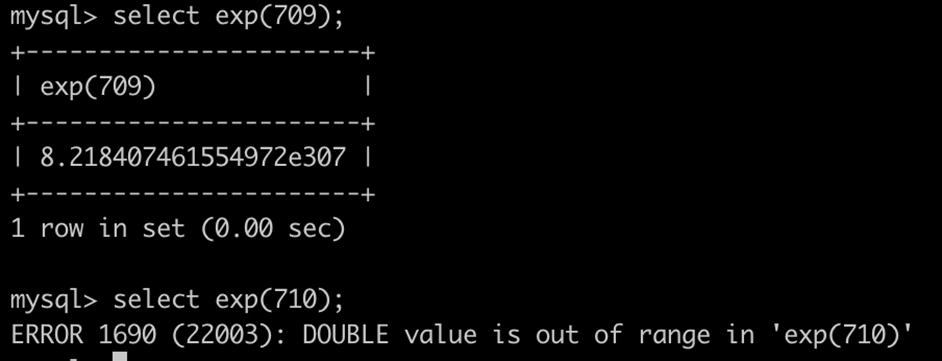 mysql> select exp(709);
+-----------------------+
| exp(709)              |
+-----------------------+
| 8.218407461554972e307 |
+-----------------------+
1 row in set (0.00 sec)
mysql> select exp(710);
ERROR 1690 (22003): DOUBLE value is out of range in 'exp(710)'